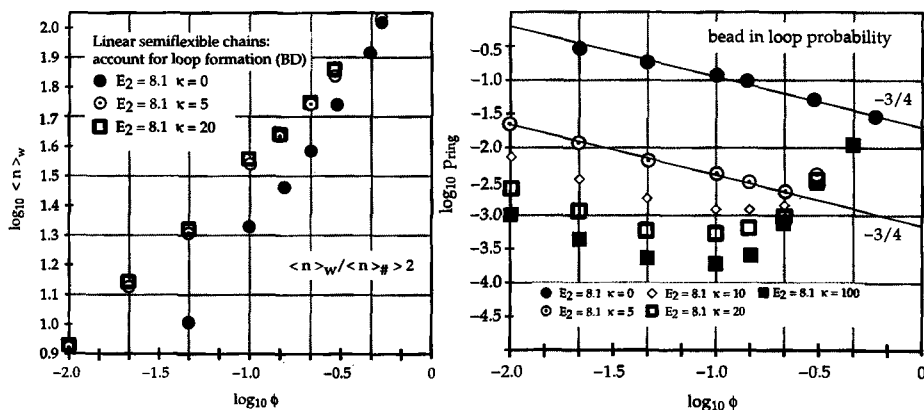 2.0
1.9
1.8
1.7
1.6
1.5
1.4
1.3
1.2
1.1
1.0
0.9
log10 < n >w
Linear semiflexible chains:
account for loop formation (BD)
E2 = 8.1 κ= 0
E2 = 8.1 κ = 5
E2 = 8.1 κ = 20
< n >w/< n ># > 2
-2.0 -1.5 -1.0 -0.5 0
log10 ϕ
-0.5
-1.0
-1.5
-2.0
-2.5
-3.0
-3.5
-4.0
-4.5
log10 Pring
bead in loop probability
-3/4
-3/4
E2 = 8.1 κ = 0 E2 = 8.1 κ = 10 E2 = 8.1 κ = 100
E2 = 8.1 κ = 5 E2 = 8.1 κ = 20
-2.0 -1.5 -1.0 -0.5 0
log10 ϕ